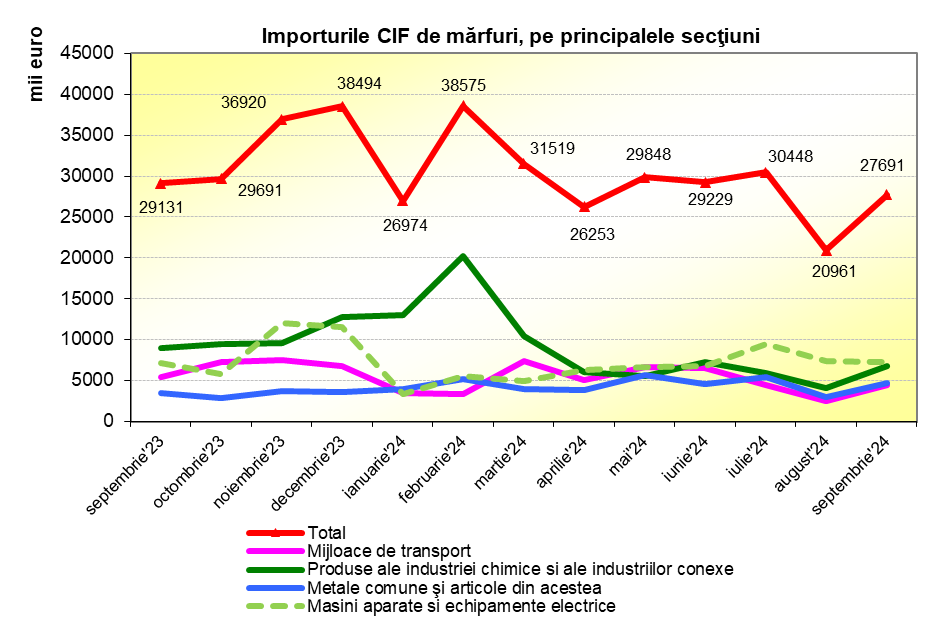 Importurile CIF de mărfuri, pe principalele secţiuni
mii euro
45000
40000
35000
30000
25000
20000
15000
10000
5000
0
29131
29691
36920
38494
26974
38575
31519
26253
29848
29229
30448
20961
27691
septembrie'23
octombrie'23
noiembrie'23
decembrie'23
ianuarie'24
februarie'24
martie'24
aprilie'24
mai'24
iunie'24
iulie'24
august'24
septembrie'24
Total
Mijloace de transport
Produse ale industriei chimice si ale industriilor conexe
Metale comune şi articole din acestea
Masini aparate si echipamente electrice